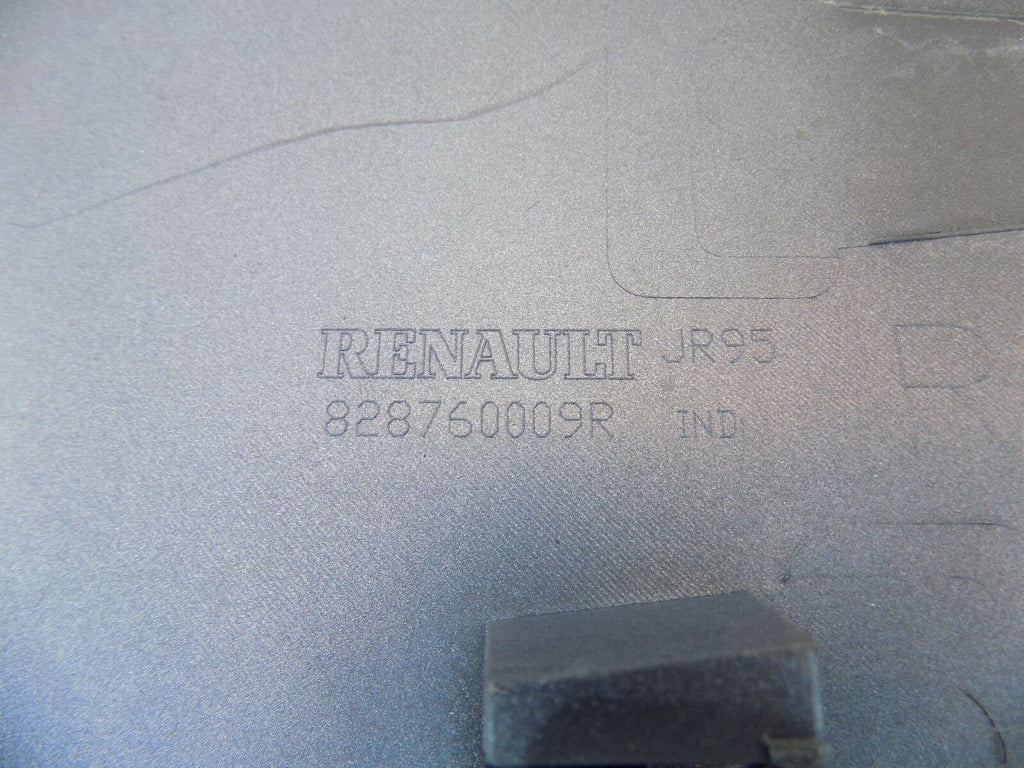 RENAULT JR95 D
828760009R IND